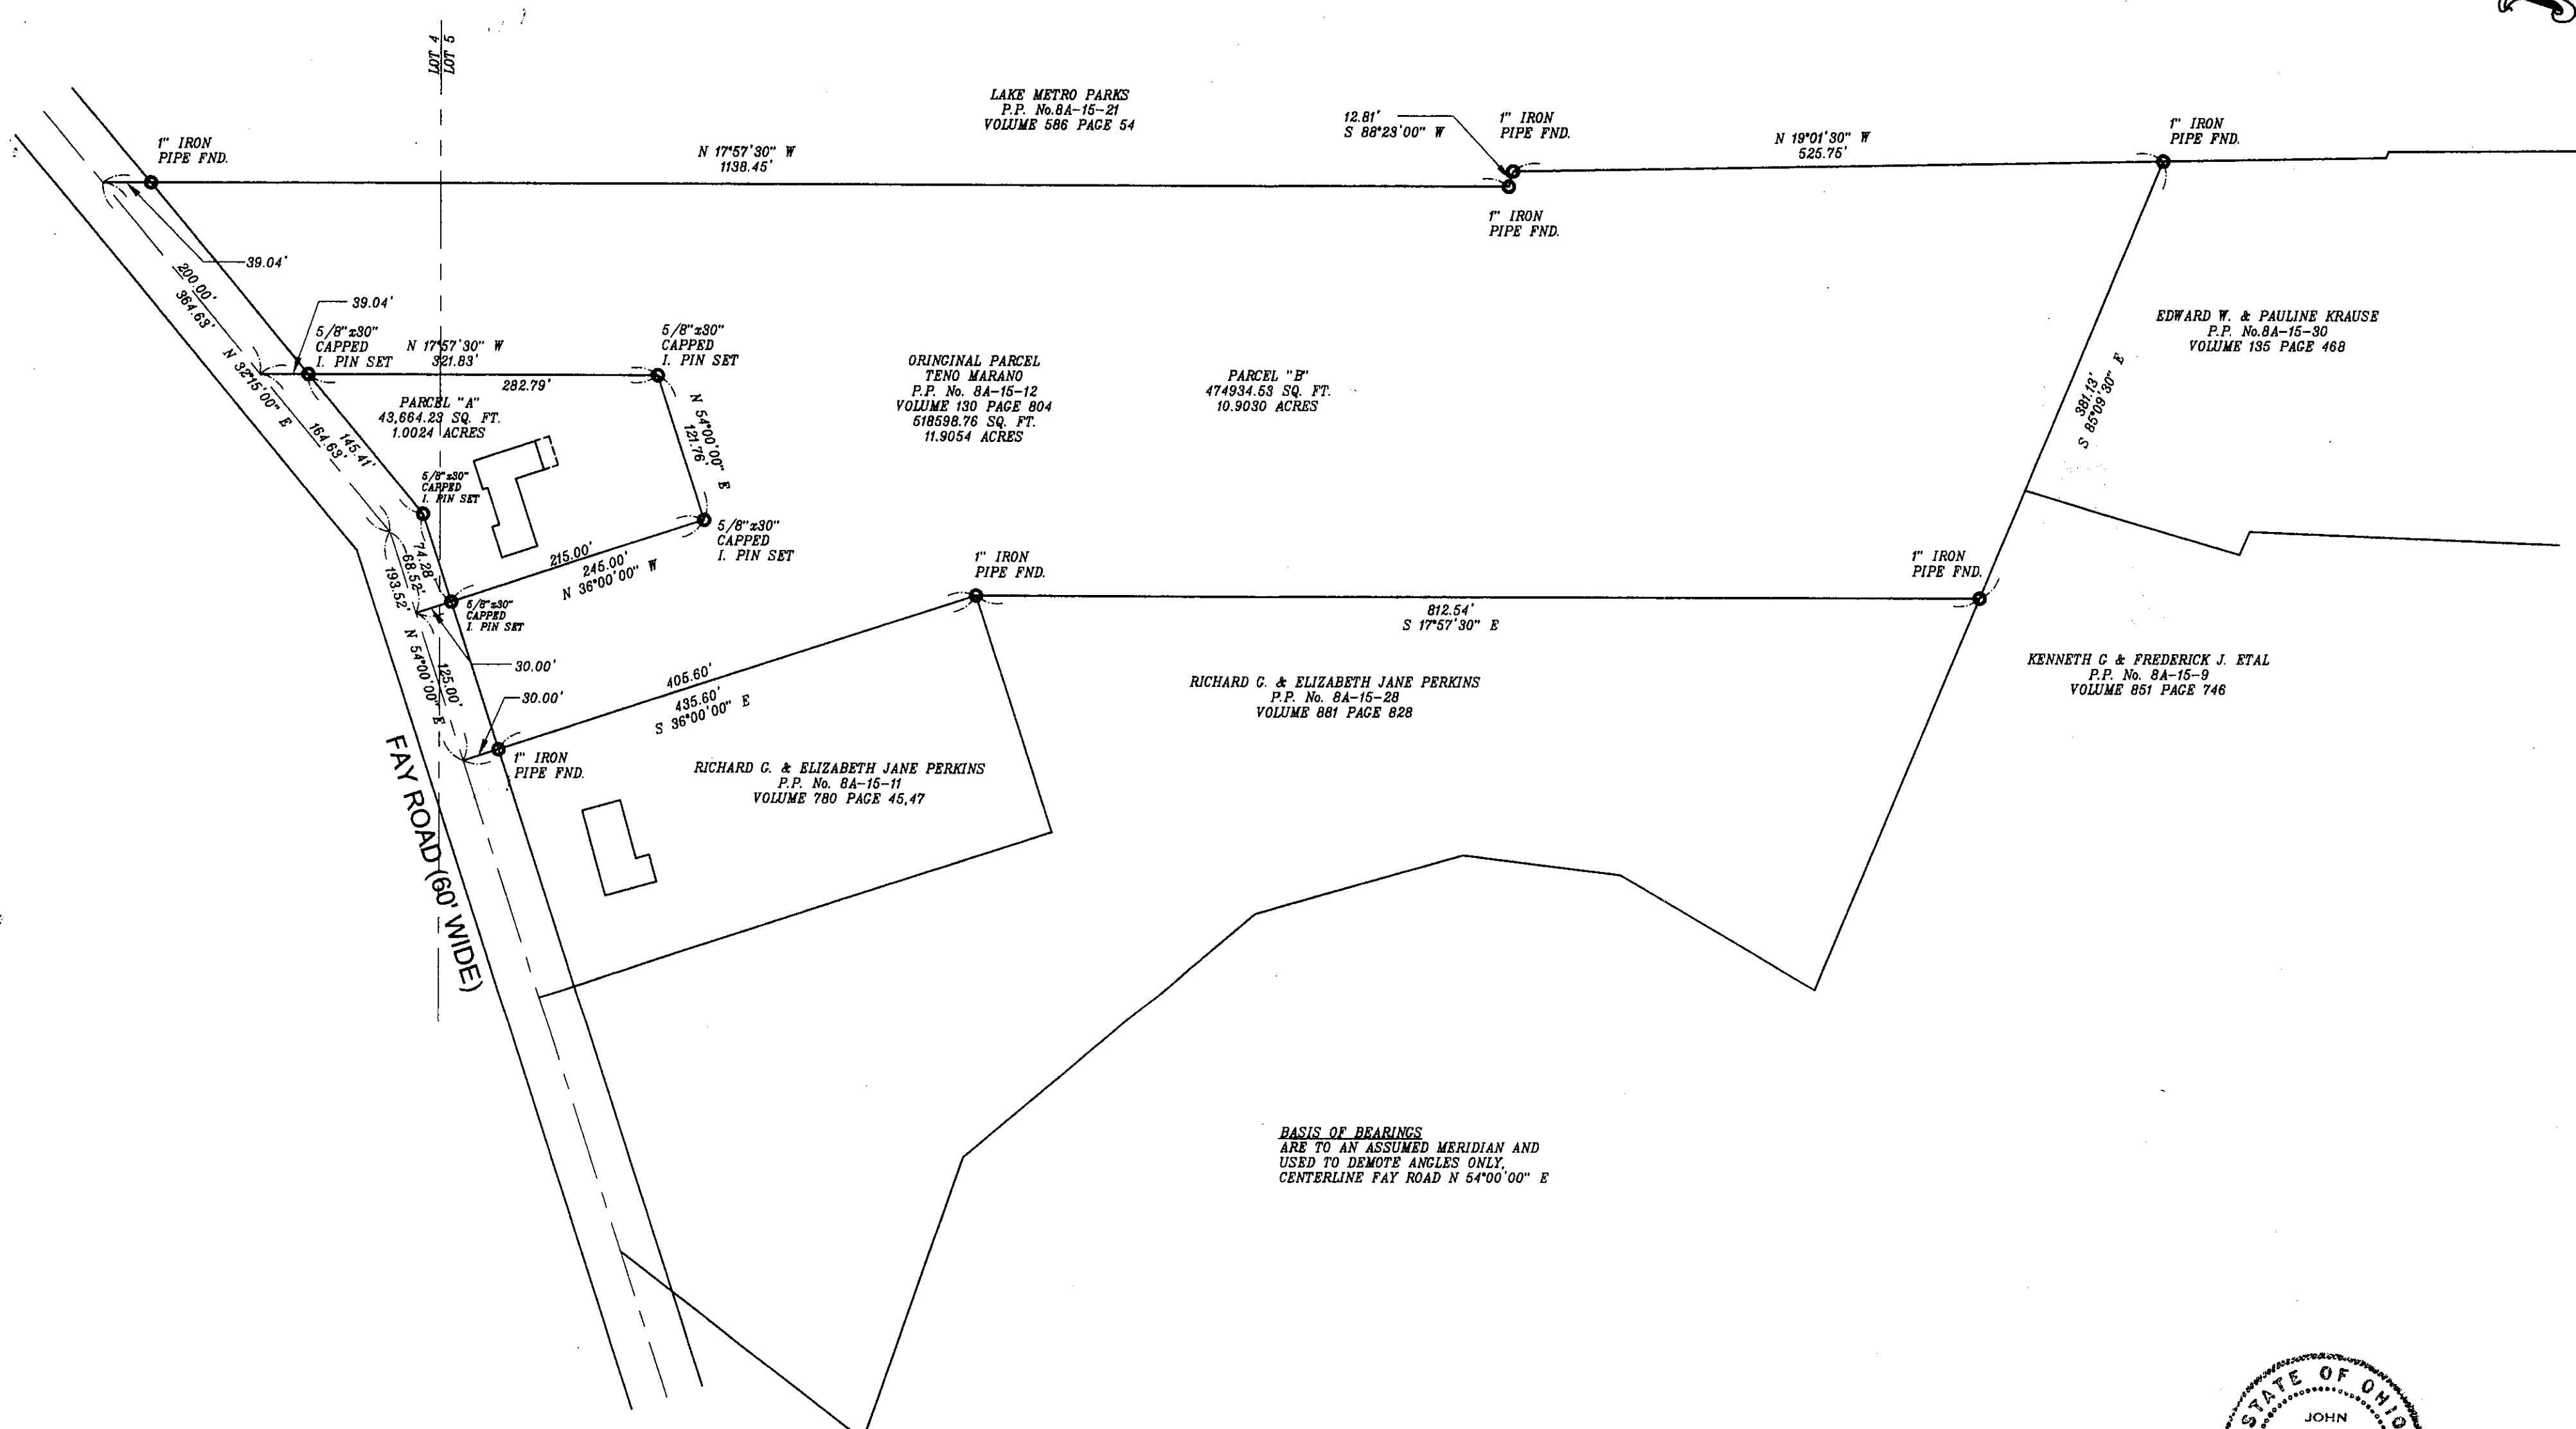 LOT 4
LOT 5
LAKE METRO PARKS
P.P. No.8A-15-21
VOLUME 586 PAGE 54
12.81'
S 88°23'00" W
1" IRON
PIPE FND.
N 19°01'30" W
525.75'
1" IRON
PIPE FND.
1" IRON
PIPE FND.
N 17°57'30" W
1138.45'
1" IRON
PIPE FND.
39.04'
200.00'
364.63'
N 32°15'00" E
164.63'
145.41'
39.04'
5/8"x30"
CAPPED
I. PIN SET
N 17°57'30" W
321.83'
282.79'
5/8"x30"
CAPPED
I. PIN SET
PARCEL "A"
43,664.23 SQ. FT.
1.0024 ACRES
N 54°00'00" E
121.76'
ORINGINAL PARCEL
TENO MARANO
P.P. No. 8A-15-12
VOLUME 130 PAGE 804
518598.76 SQ. FT.
11.9054 ACRES
PARCEL "B"
474934.53 SQ. FT.
10.9030 ACRES
EDWARD W. & PAULINE KRAUSE
P.P. No.8A-15-30
VOLUME 135 PAGE 468
381.13'
S 85°09'30" E
5/8"x30"
CAPPED
I. PIN SET
74.28'
68.52'
193.52'
215.00'
245.00'
N 36°00'00" W
5/8"x30"
CAPPED
I. PIN SET
5/8"x30"
CAPPED
I. PIN SET
N 54°00'00" E
125.00'
30.00'
30.00'
405.60'
435.60'
S 36°00'00" E
1" IRON
PIPE FND.
1" IRON
PIPE FND.
812.54'
S 17°57'30" E
1" IRON
PIPE FND.
RICHARD G. & ELIZABETH JANE PERKINS
P.P. No. 8A-15-28
VOLUME 881 PAGE 828
KENNETH G & FREDERICK J. ETAL
P.P. No. 8A-15-9
VOLUME 851 PAGE 746
RICHARD G. & ELIZABETH JANE PERKINS
P.P. No. 8A-15-11
VOLUME 780 PAGE 45,47
FAY ROAD (60' WIDE)
BASIS OF BEARINGS
ARE TO AN ASSUMED MERIDIAN AND
USED TO DEMOTE ANGLES ONLY,
CENTERLINE FAY ROAD N 54°00'00" E
STATE OF OHIO
JOHN